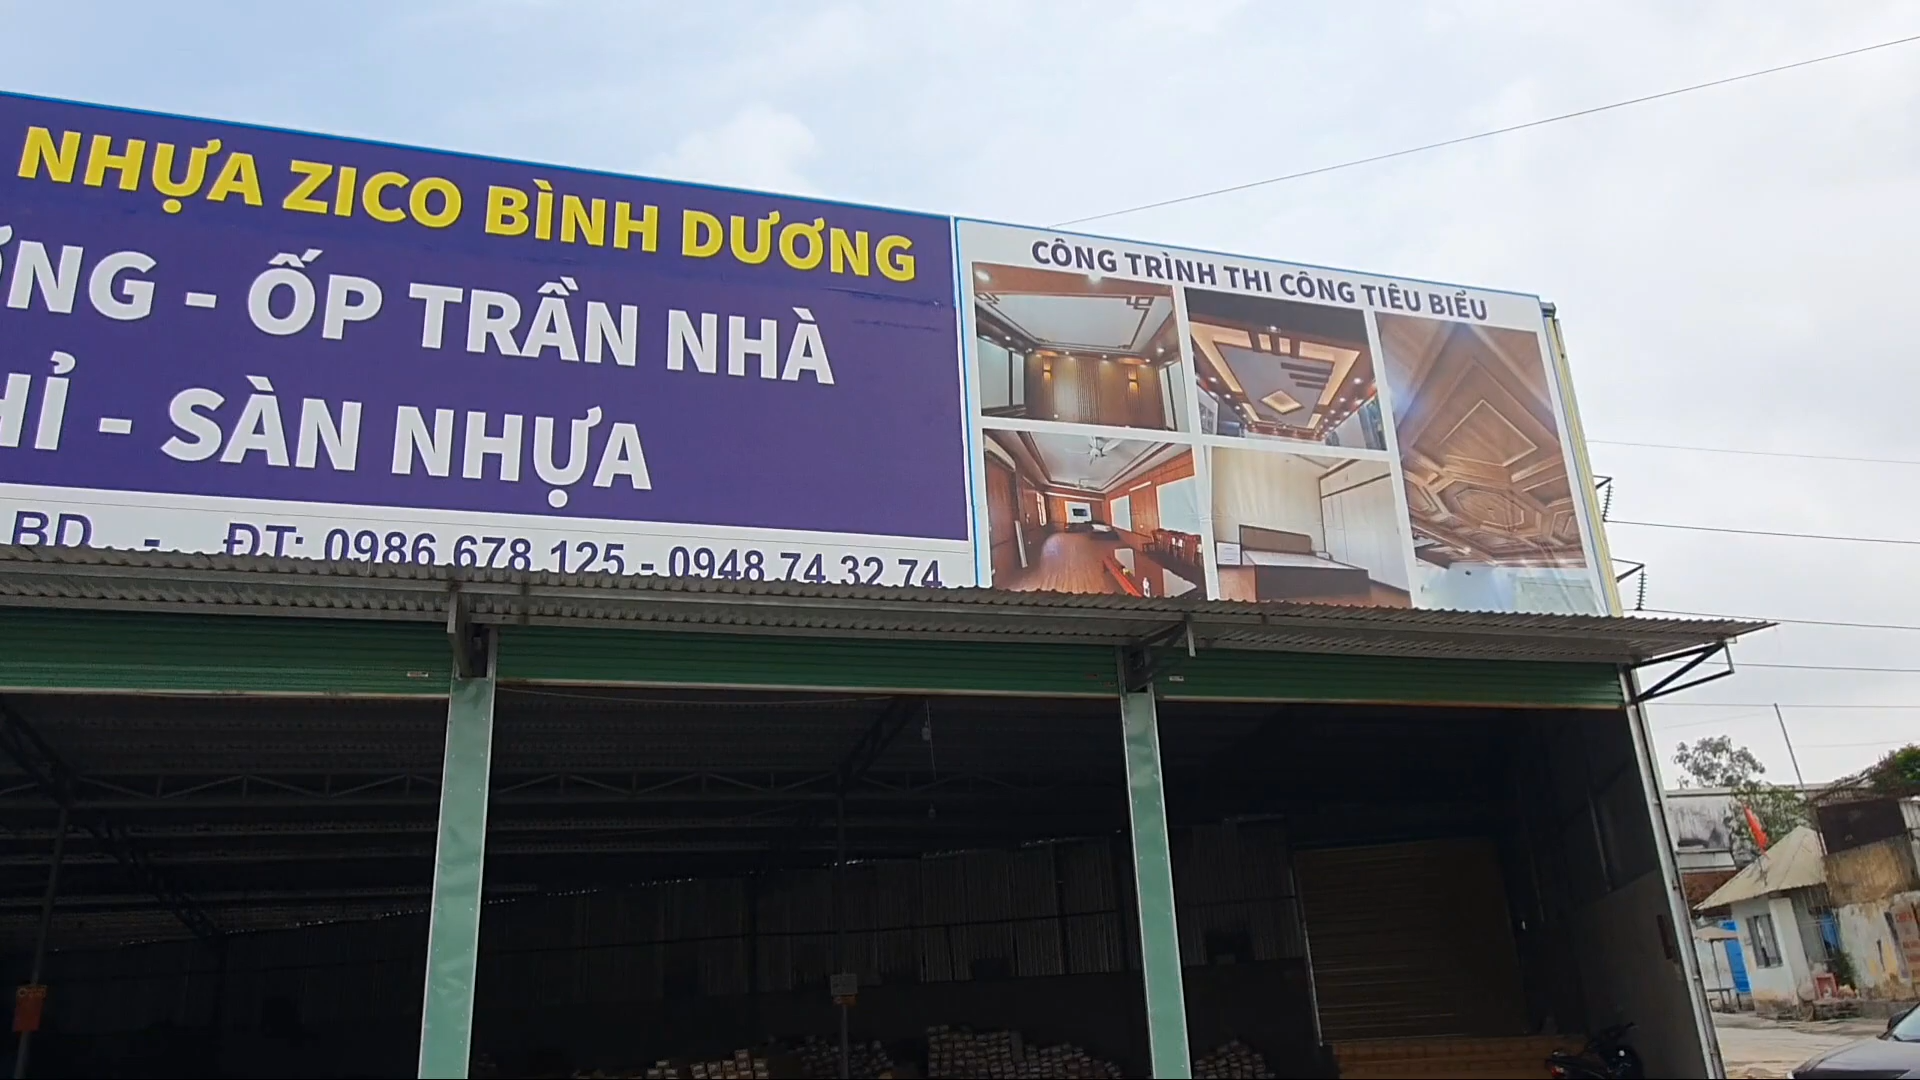 NHỰA ZICO BÌNH DƯƠNG
ỐNG - ỐP TRẦN NHÀ
HỈ - SÀN NHỰA
BD - ĐT: 0986.678.125 - 0948.74.32.74
CÔNG TRÌNH THI CÔNG TIÊU BIỂU